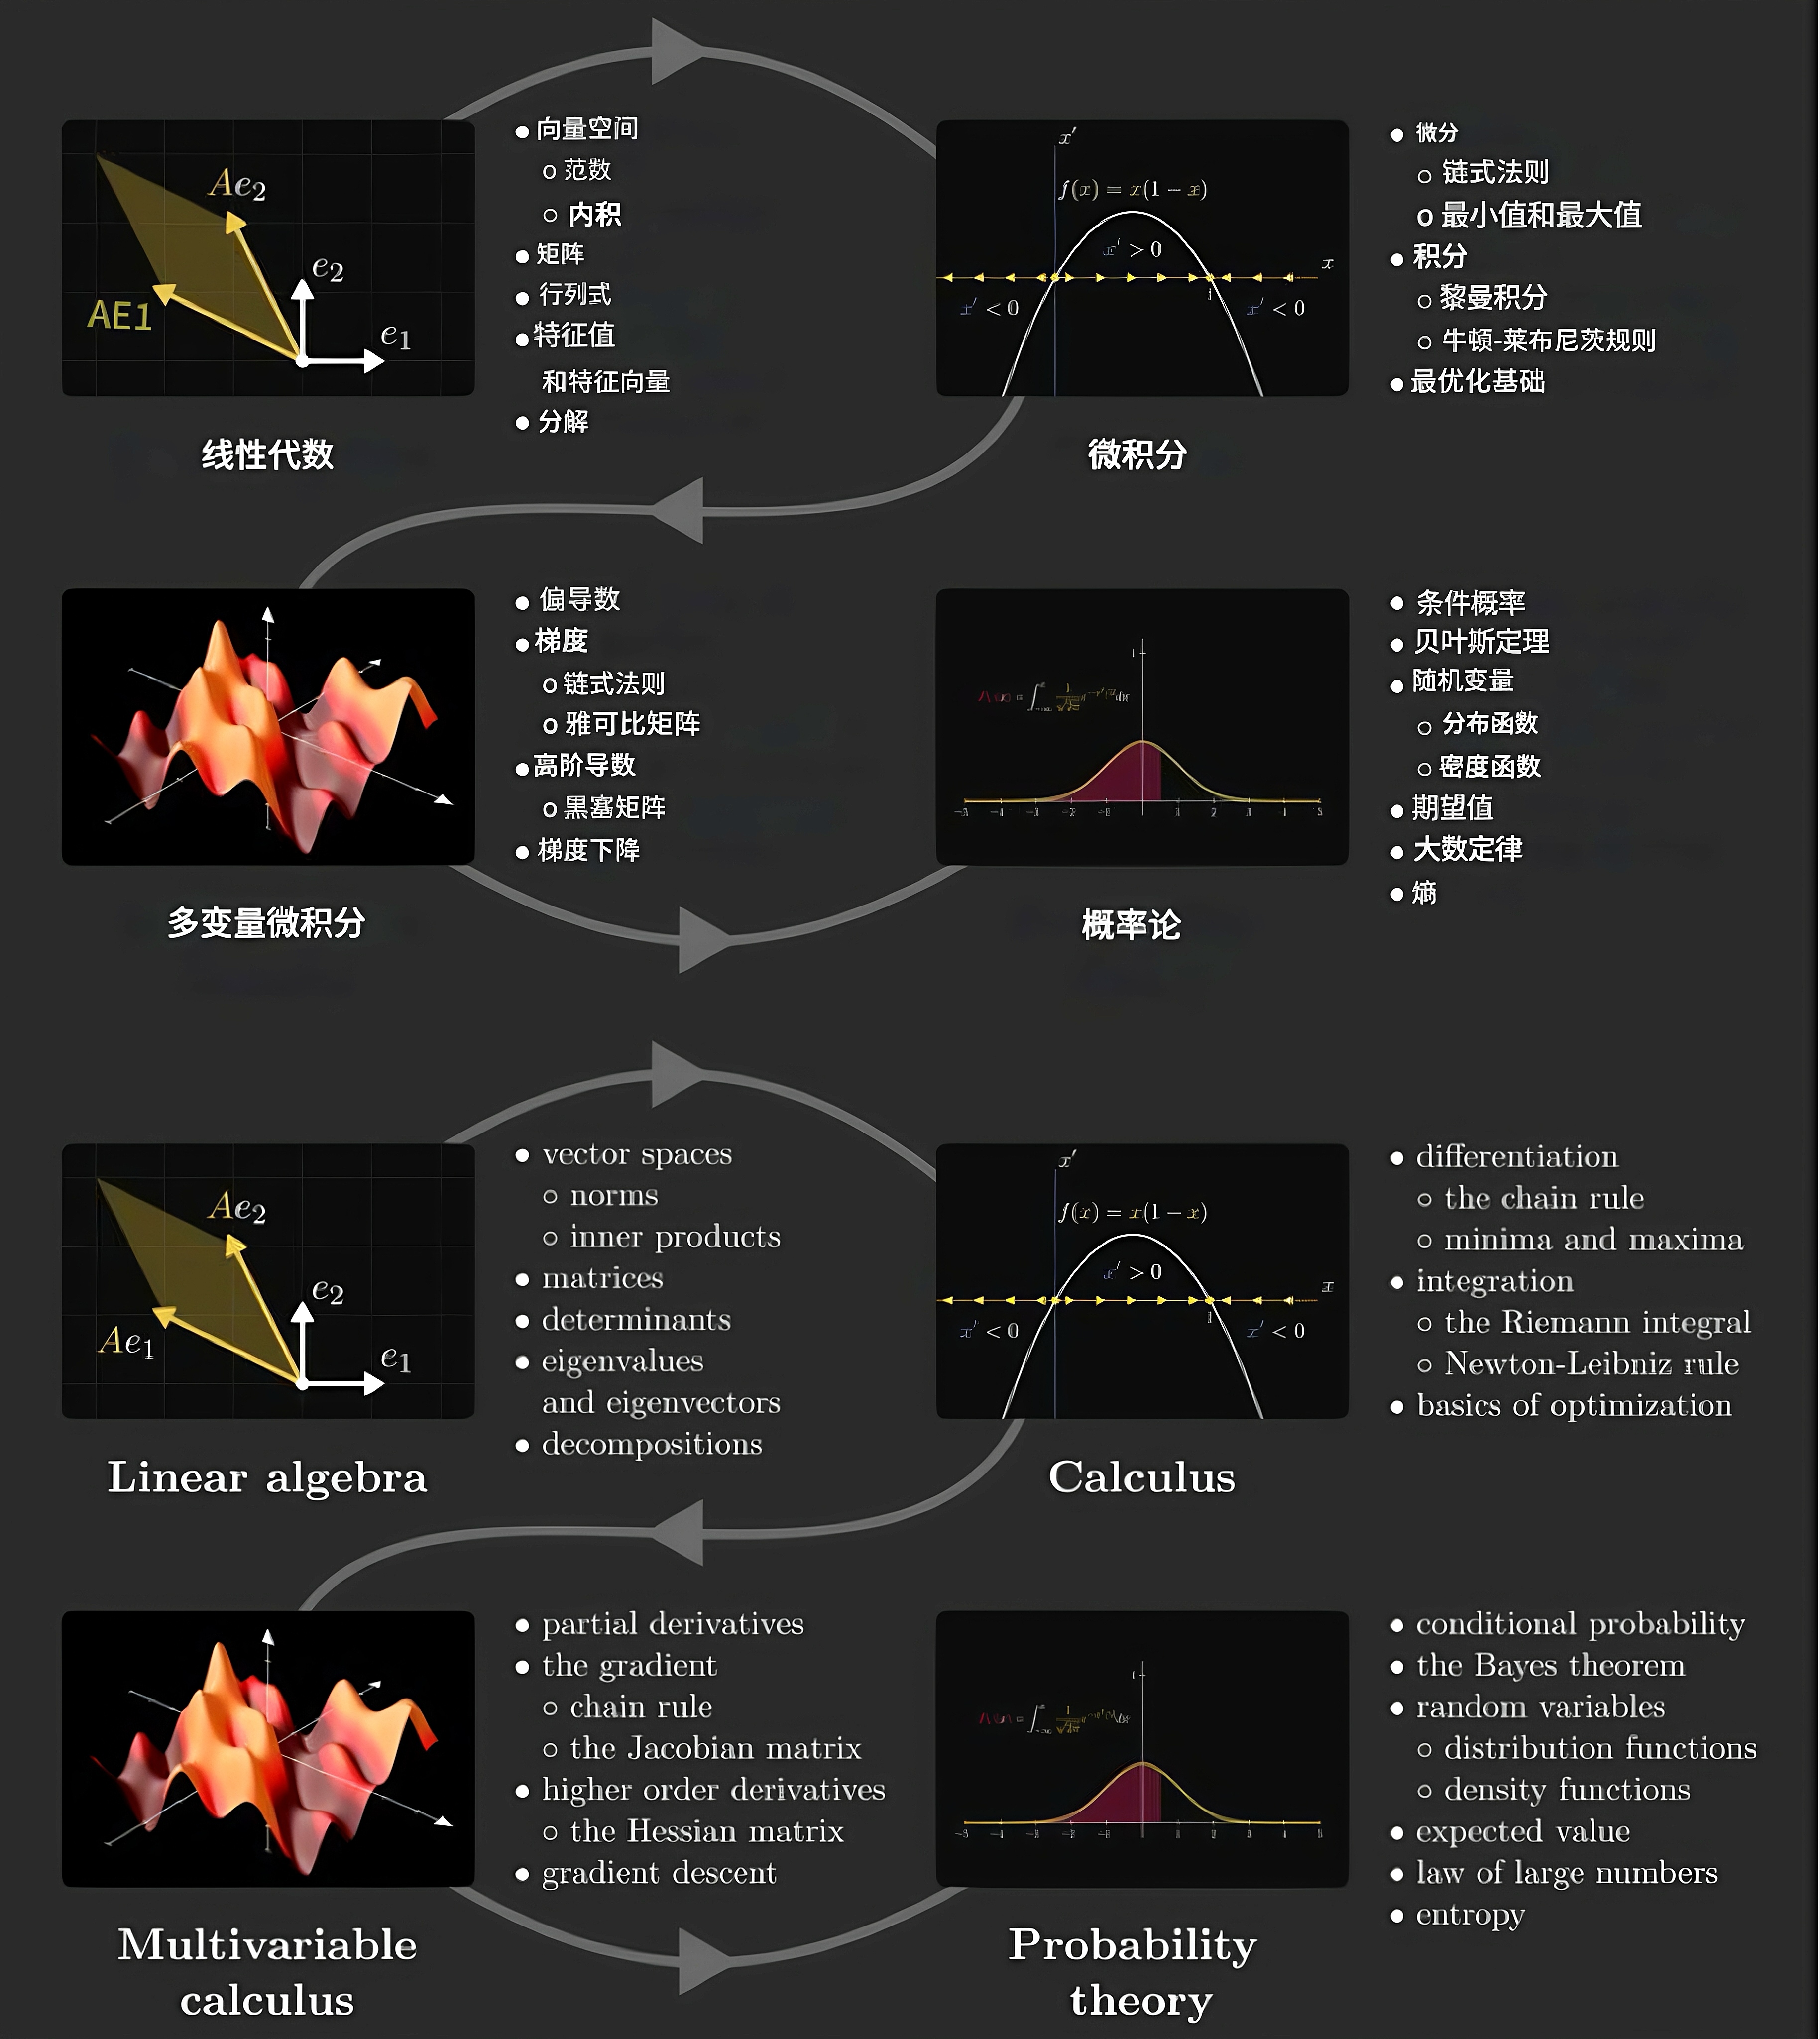 Ae2
e2
AE1
e1
● 向量空间
o 范数
○ 内积
● 矩阵
● 行列式
● 特征值
和特征向量
● 分解
线性代数
x′
f(x) = x(1 − x)
x′ > 0
x
x′ < 0
x′ < 0
● 微分
○ 链式法则
o 最小值和最大值
● 积分
○ 黎曼积分
○ 牛顿-莱布尼茨规则
● 最优化基础
微积分
● 偏导数
● 梯度
o 链式法则
o 雅可比矩阵
● 高阶导数
o 黑塞矩阵
● 梯度下降
多变量微积分
● 条件概率
● 贝叶斯定理
● 随机变量
○ 分布函数
○ 密度函数
● 期望值
● 大数定律
● 熵
概率论
Ae2
e2
Ae1
e1
● vector spaces
○ norms
○ inner products
● matrices
● determinants
● eigenvalues
and eigenvectors
● decompositions
Linear algebra
x′
f(x) = x(1 − x)
x′ > 0
x
x′ < 0
x′ < 0
● differentiation
○ the chain rule
○ minima and maxima
● integration
○ the Riemann integral
○ Newton-Leibniz rule
● basics of optimization
Calculus
● partial derivatives
● the gradient
○ chain rule
○ the Jacobian matrix
● higher order derivatives
○ the Hessian matrix
● gradient descent
Multivariable
calculus
● conditional probability
● the Bayes theorem
● random variables
○ distribution functions
○ density functions
● expected value
● law of large numbers
● entropy
Probability
theory